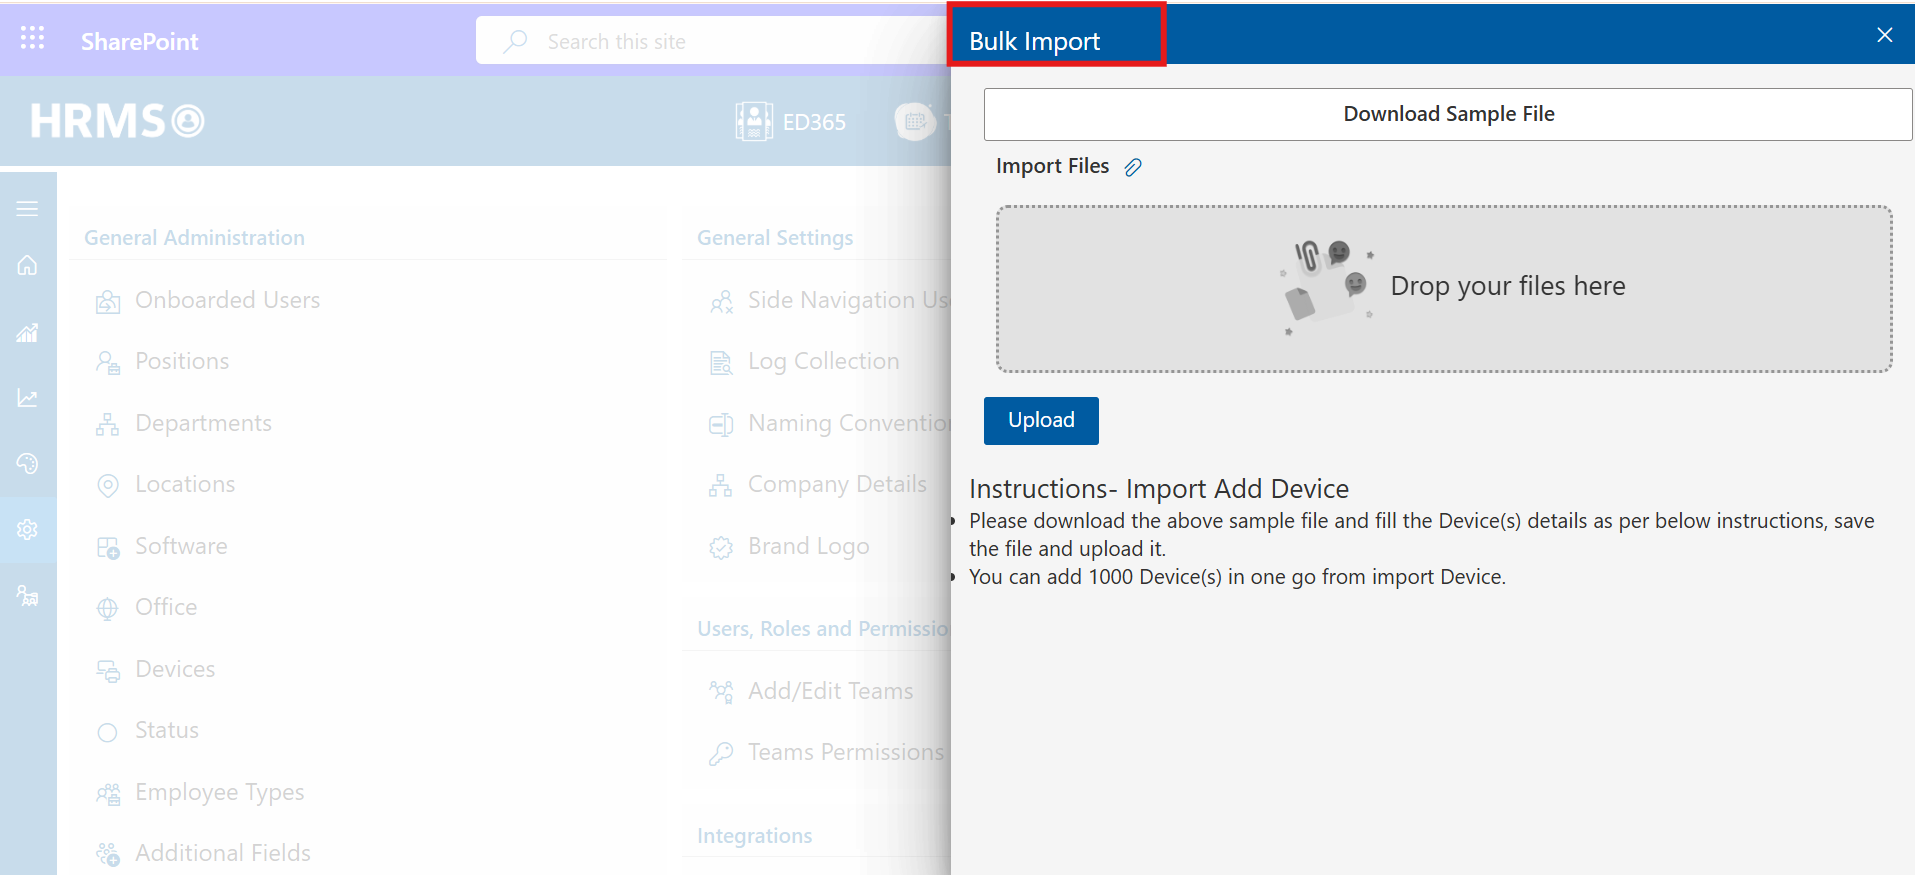 SharePoint
Search this site
HRMS
ED365
T
General Administration
Onboarded Users
Positions
Departments
Locations
Software
Office
Devices
Status
Employee Types
Additional Fields
General Settings
Side Navigation Us
Log Collection
Naming Convention
Company Details
Brand Logo
Users, Roles and Permissio
Add/Edit Teams
Teams Permissions
Integrations
Bulk Import
Download Sample File
Import Files
Drop your files here
Upload
Instructions- Import Add Device
Please download the above sample file and fill the Device(s) details as per below instructions, save
the file and upload it.
You can add 1000 Device(s) in one go from import Device.